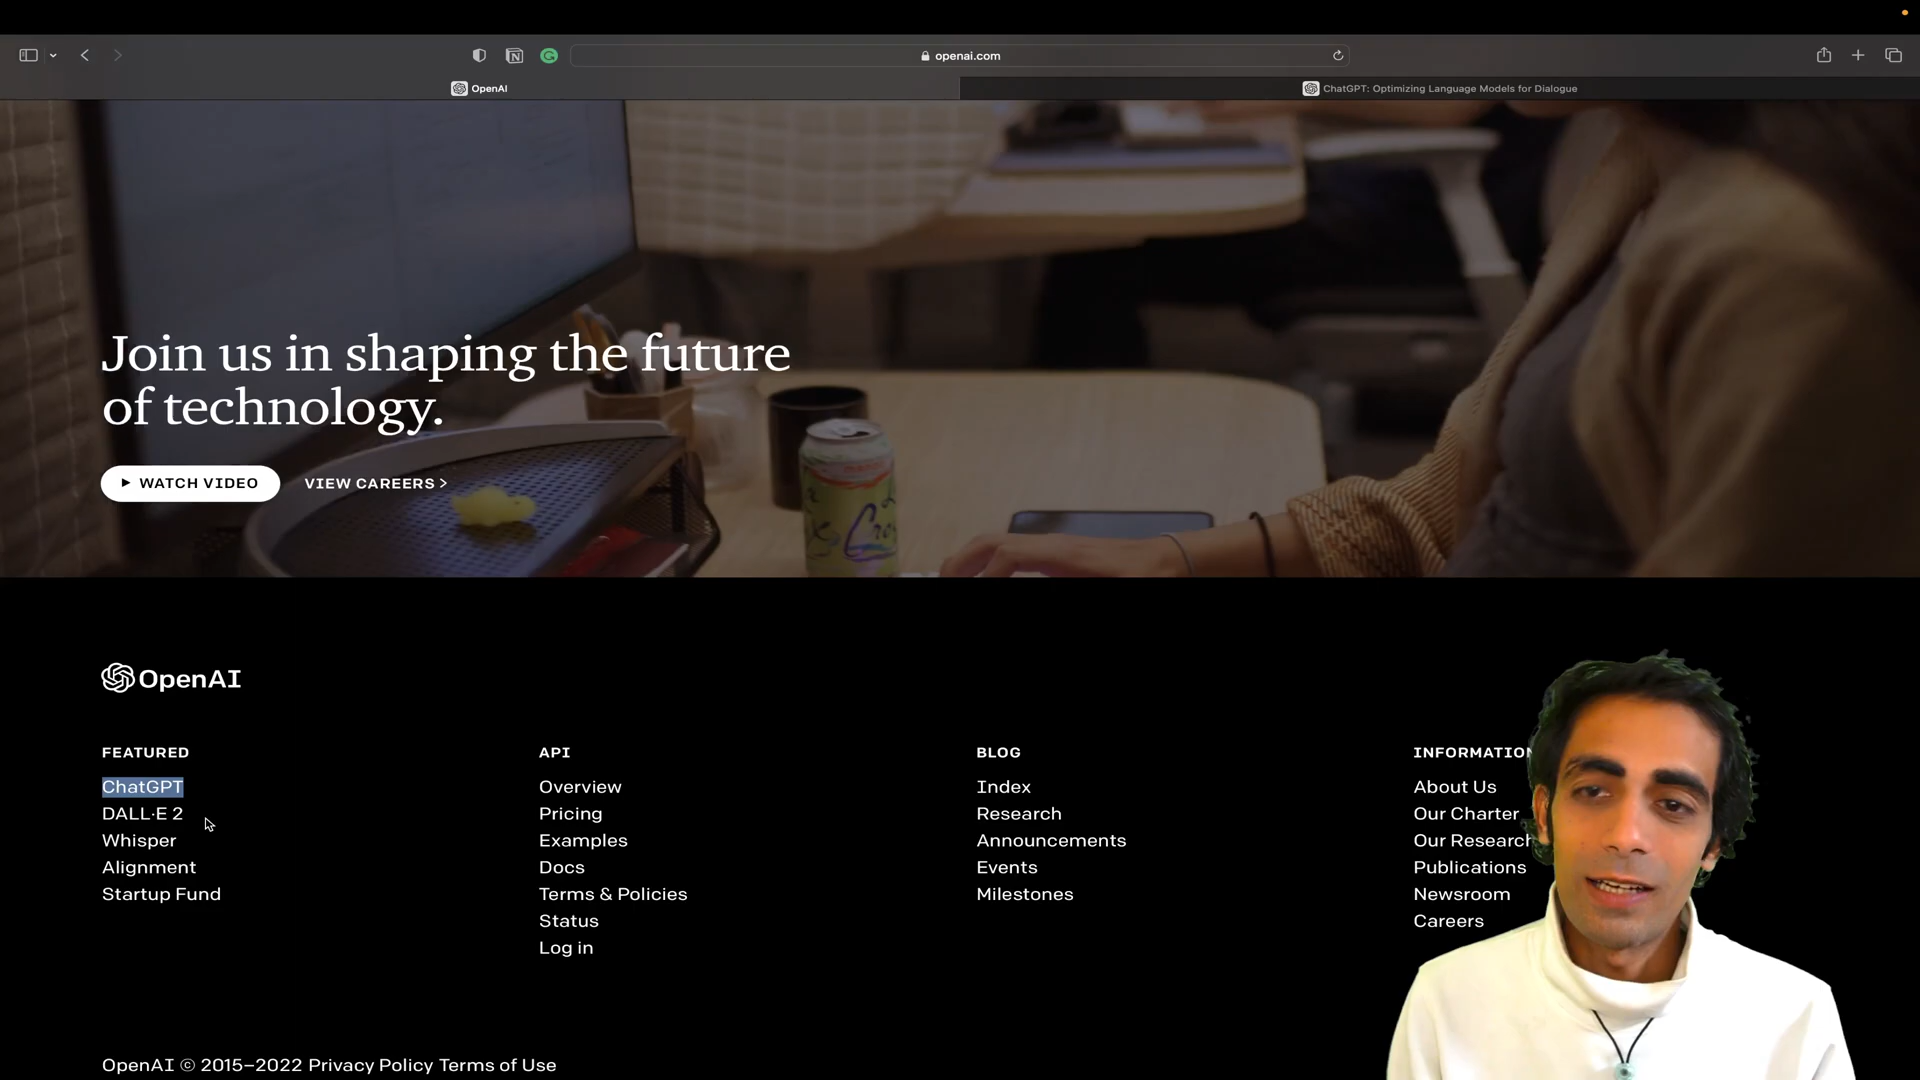 openai.com
OpenAI
ChatGPT: Optimizing Language Models for Dialogue
Join us in shaping the future
of technology.
WATCH VIDEO
VIEW CAREERS >
OpenAI
FEATURED
ChatGPT
DALL·E 2
Whisper
Alignment
Startup Fund
API
Overview
Pricing
Examples
Docs
Terms & Policies
Status
Log in
BLOG
Index
Research
Announcements
Events
Milestones
INFORMATION
About Us
Our Charter
Our Research
Publications
Newsroom
Careers
OpenAI © 2015–2022 Privacy Policy Terms of Use